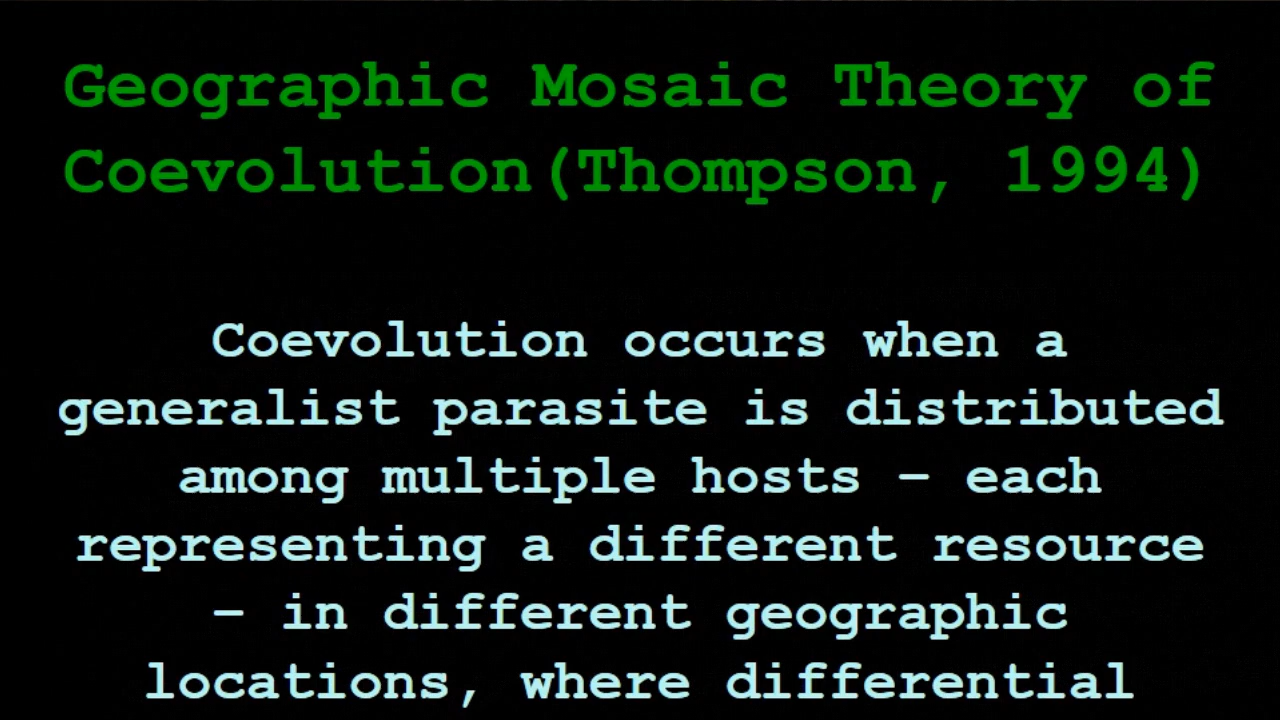 Geographic Mosaic Theory of
Coevolution(Thompson, 1994)
Coevolution occurs when a
generalist parasite is distributed
among multiple hosts – each
representing a different resource
– in different geographic
locations, where differential